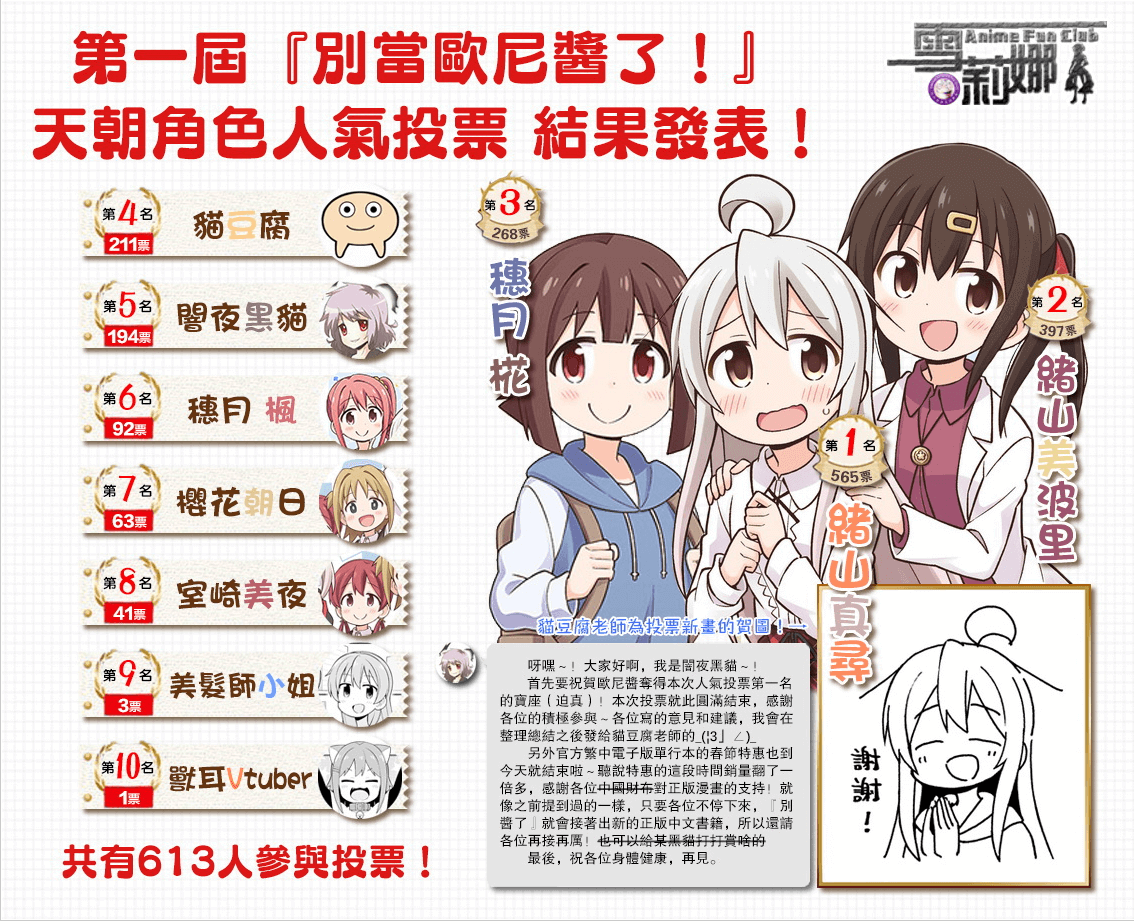 第一屆『別當歐尼醬了！』
天朝角色人氣投票 結果發表！
Anime Fun Club
雪莉娜
第4名
211票
貓豆腐
第5名
194票
闇夜黑貓
第6名
92票
穗月 楓
第7名
63票
櫻花朝日
第8名
41票
室崎美夜
第9名
3票
美髮師小姐
第10名
1票
獸耳Vtuber
共有613人參與投票！
第3名
268票
穗月 椛
第2名
397票
緒山美波里
第1名
565票
緒山真尋
貓豆腐老師為投票新畫的賀圖！→
呀嘿～！大家好啊，我是闇夜黑貓～！
首先要祝賀歐尼醬奪得本次人氣投票第一名
的寶座（迫真）！本次投票就此圓滿結束，感謝
各位的積極參與～各位寫的意見和建議，我會在
整理總結之後發給貓豆腐老師的_(¦3」∠)_
另外官方繁中電子版單行本的春節特惠也到
今天就結束啦～聽說特惠的這段時間銷量翻了一
倍多，感謝各位中國財布對正版漫畫的支持！就
像之前提到過的一樣，只要各位不停下來，『別
醬了』就會接著出新的正版中文書籍，所以還請
各位再接再厲！也可以給某黑貓打打賞啥的
最後，祝各位身體健康，再見。
謝謝！